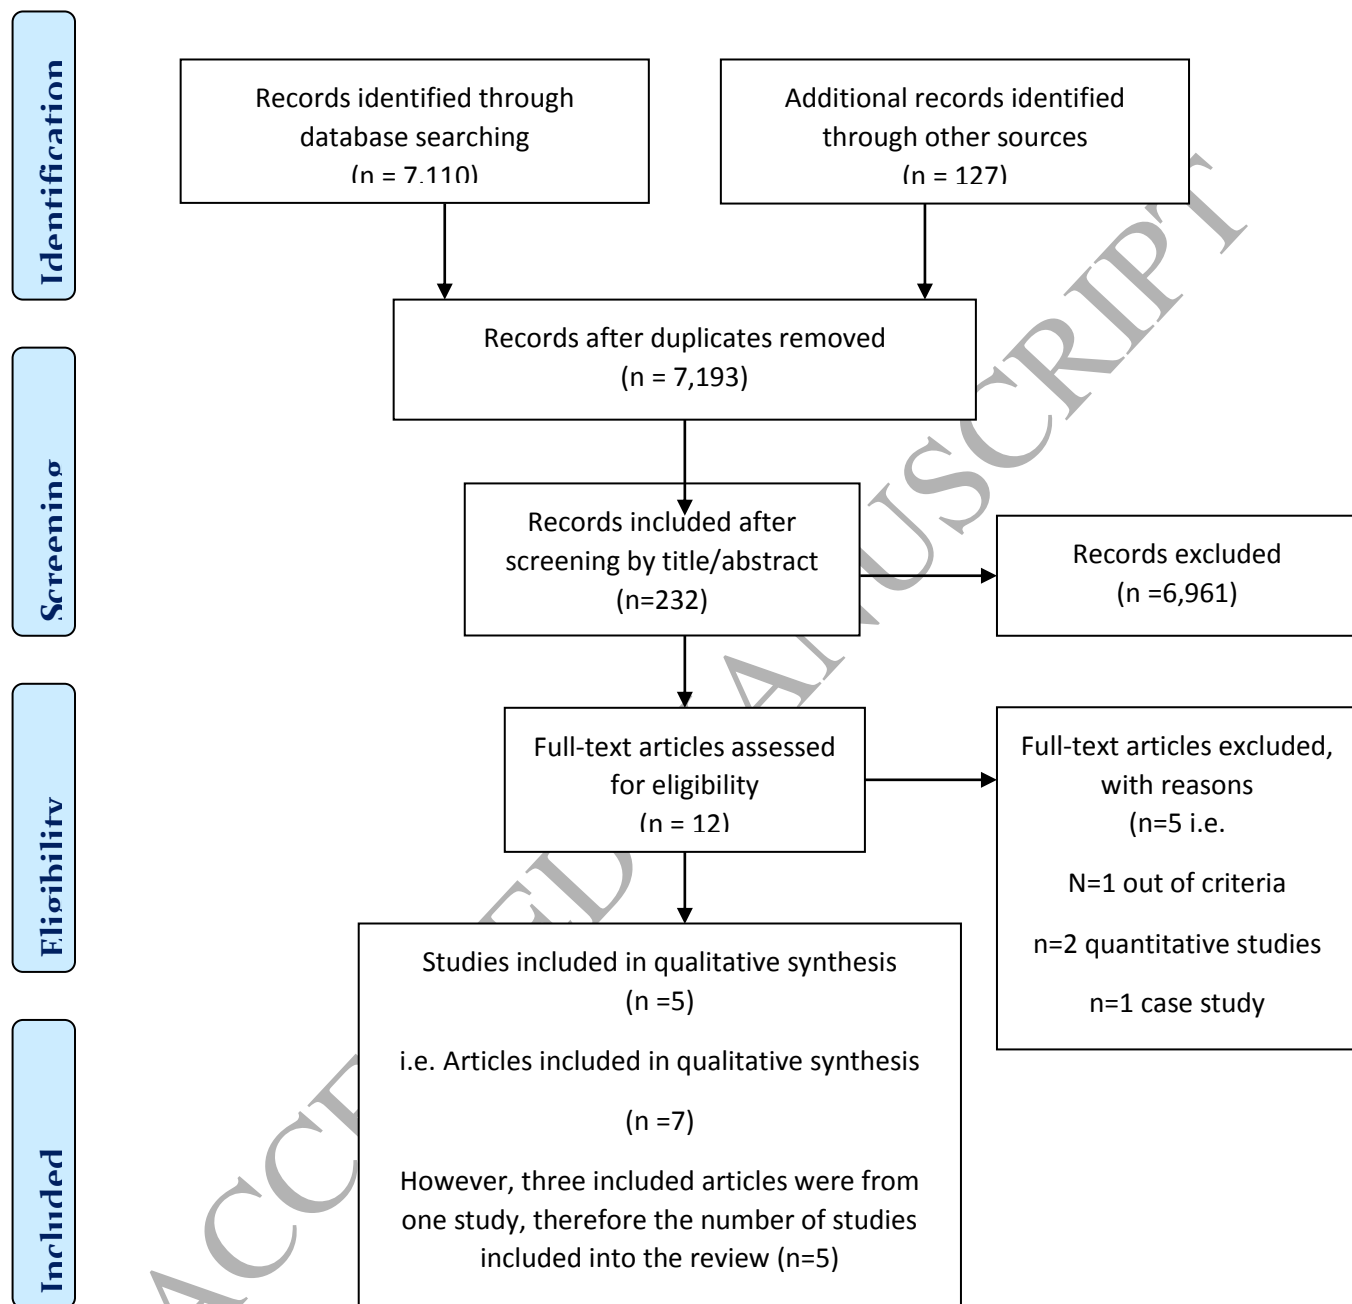 Identification
Records identified through
database searching
(n = 7,110)
Additional records identified
through other sources
(n = 127)
Records after duplicates removed
(n = 7,193)
Screening
Records included after
screening by title/abstract
(n=232)
Records excluded
(n =6,961)
Eligibility
Full-text articles assessed
for eligibility
(n = 12)
Full-text articles excluded,
with reasons
(n=5 i.e.
N=1 out of criteria
n=2 quantitative studies
n=1 case study
Included
Studies included in qualitative synthesis
(n =5)
i.e. Articles included in qualitative synthesis
(n =7)
However, three included articles were from
one study, therefore the number of studies
included into the review (n=5)
ACCEPTED MANUSCRIPT